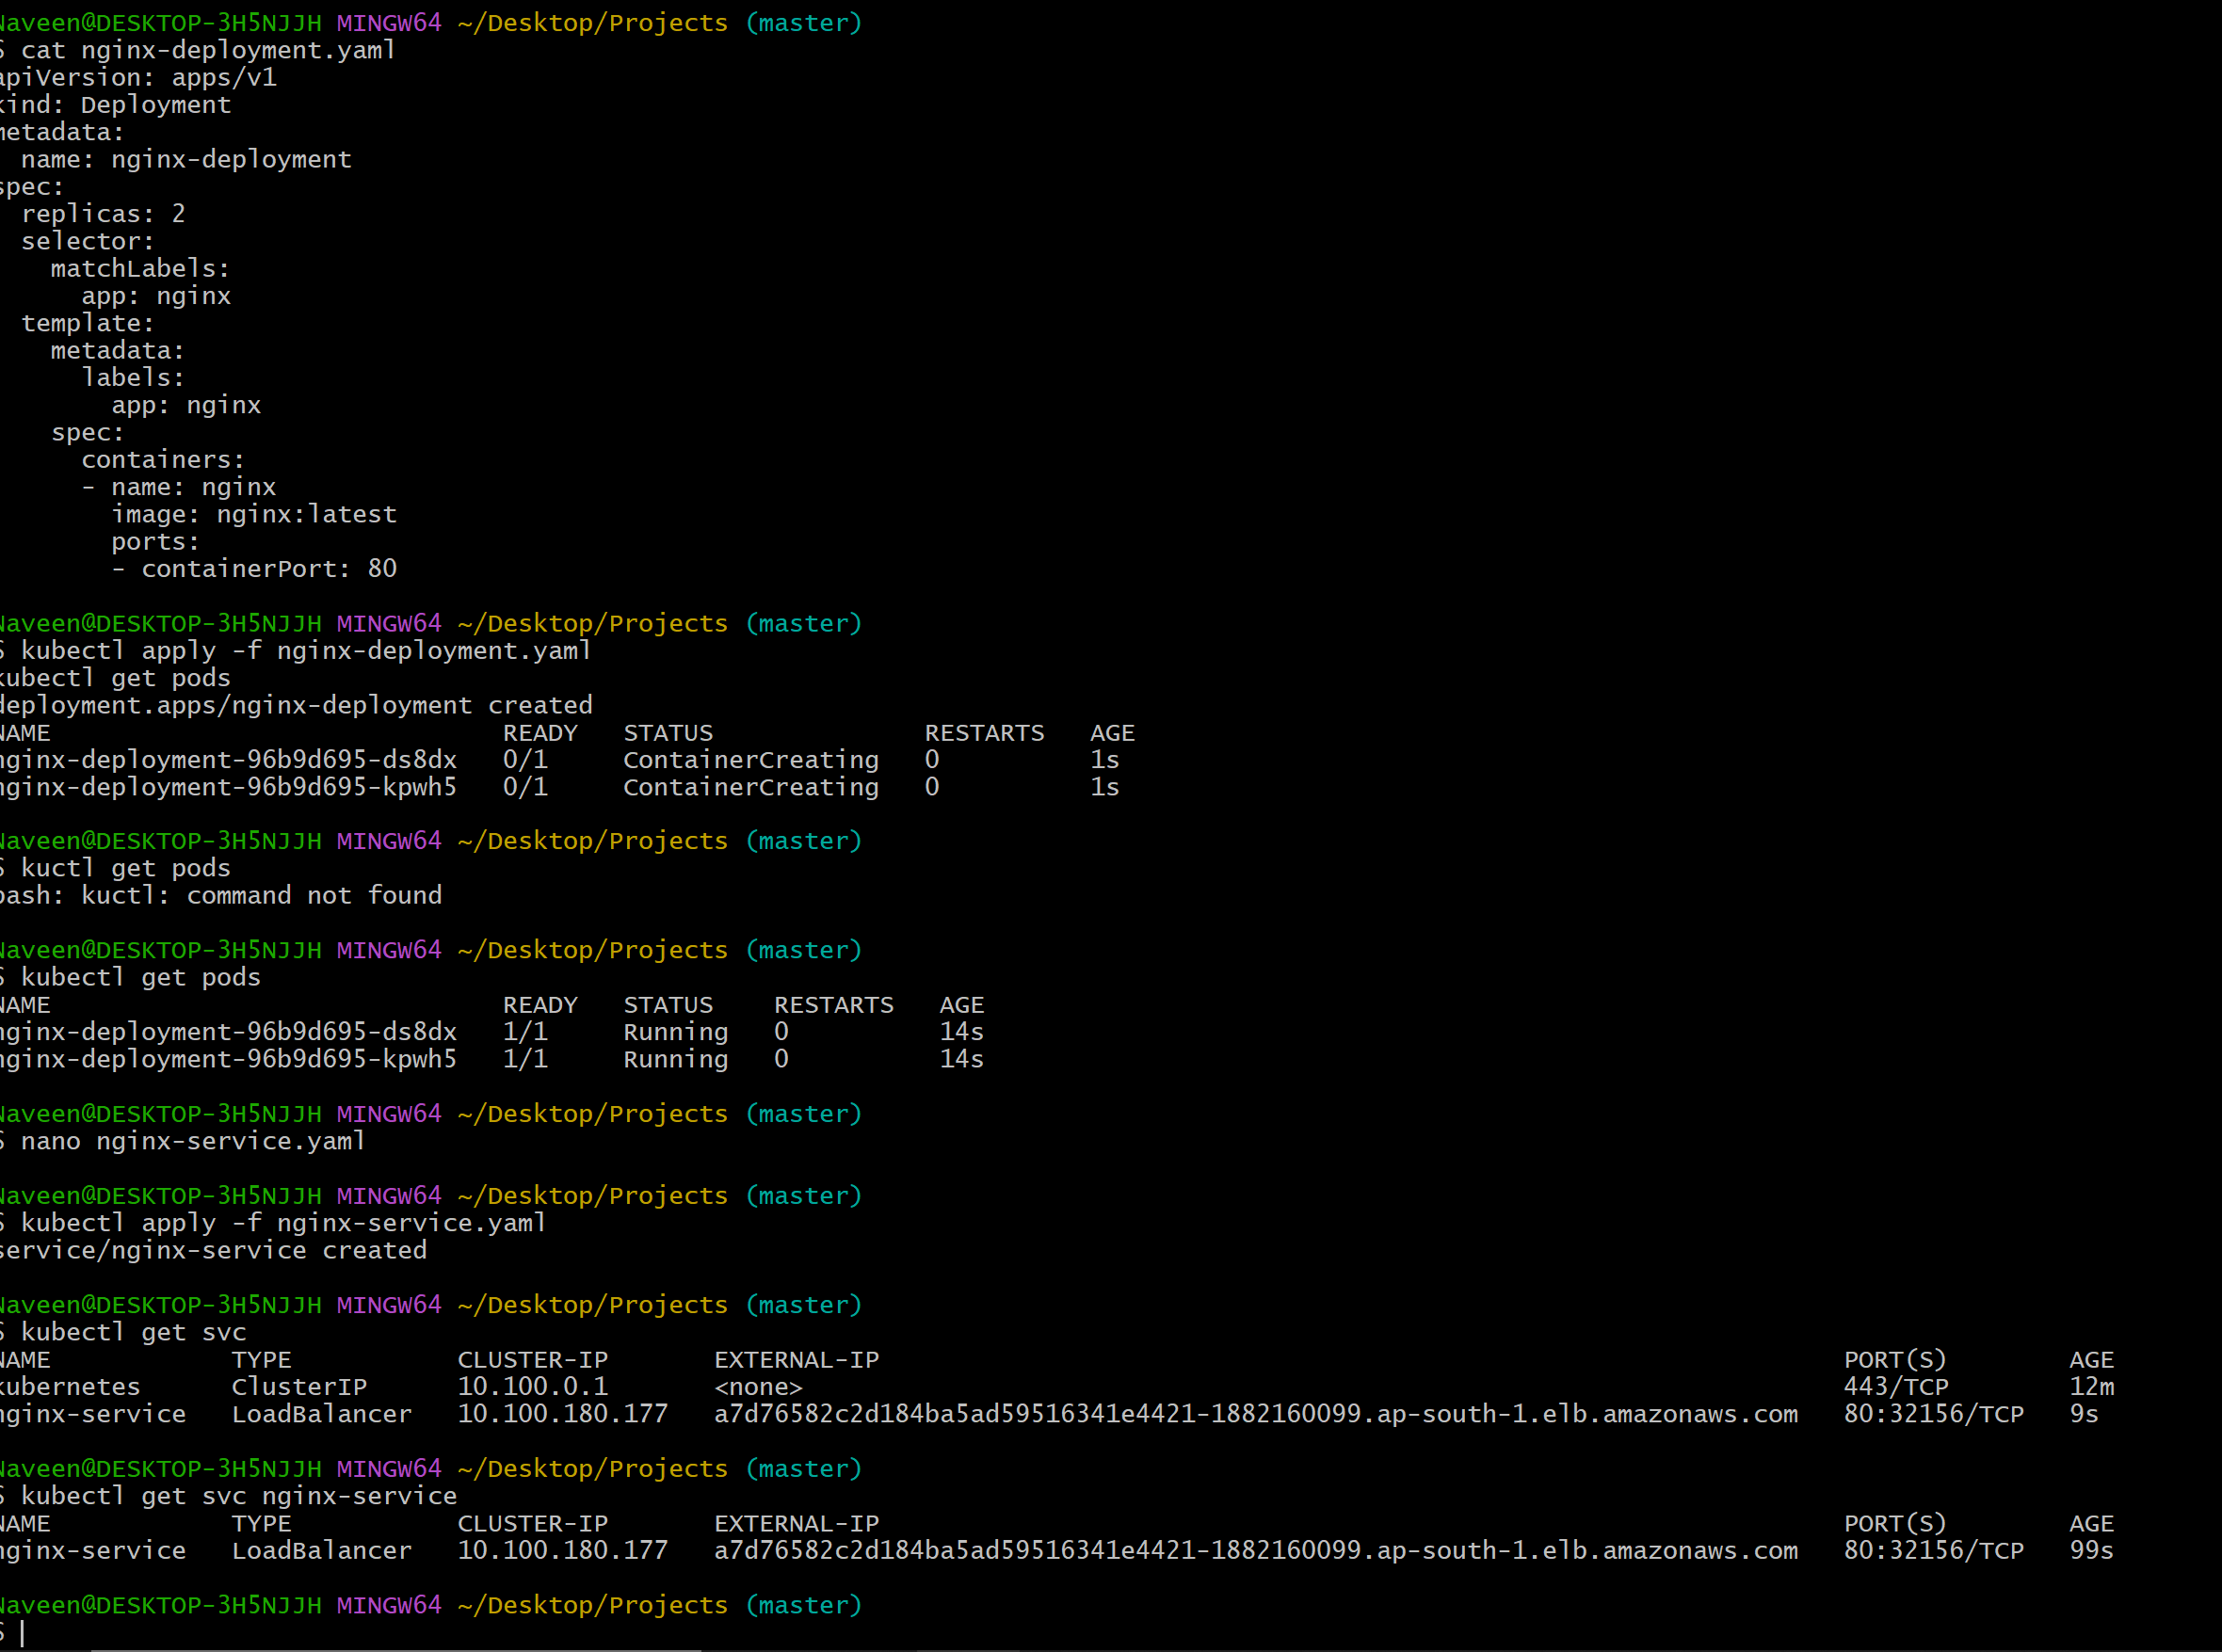 Naveen@DESKTOP-3H5NJJH MINGW64 ~/Desktop/Projects (master)
$ cat nginx-deployment.yaml
apiVersion: apps/v1
kind: Deployment
metadata:
  name: nginx-deployment
spec:
  replicas: 2
  selector:
    matchLabels:
      app: nginx
  template:
    metadata:
      labels:
        app: nginx
    spec:
      containers:
      - name: nginx
        image: nginx:latest
        ports:
        - containerPort: 80

Naveen@DESKTOP-3H5NJJH MINGW64 ~/Desktop/Projects (master)
$ kubectl apply -f nginx-deployment.yaml
kubectl get pods
deployment.apps/nginx-deployment created
NAME                              READY   STATUS              RESTARTS   AGE
nginx-deployment-96b9d695-ds8dx   0/1     ContainerCreating   0          1s
nginx-deployment-96b9d695-kpwh5   0/1     ContainerCreating   0          1s

Naveen@DESKTOP-3H5NJJH MINGW64 ~/Desktop/Projects (master)
$ kuctl get pods
bash: kuctl: command not found

Naveen@DESKTOP-3H5NJJH MINGW64 ~/Desktop/Projects (master)
$ kubectl get pods
NAME                              READY   STATUS    RESTARTS   AGE
nginx-deployment-96b9d695-ds8dx   1/1     Running   0          14s
nginx-deployment-96b9d695-kpwh5   1/1     Running   0          14s

Naveen@DESKTOP-3H5NJJH MINGW64 ~/Desktop/Projects (master)
$ nano nginx-service.yaml

Naveen@DESKTOP-3H5NJJH MINGW64 ~/Desktop/Projects (master)
$ kubectl apply -f nginx-service.yaml
service/nginx-service created

Naveen@DESKTOP-3H5NJJH MINGW64 ~/Desktop/Projects (master)
$ kubectl get svc
NAME            TYPE           CLUSTER-IP       EXTERNAL-IP                                                                PORT(S)        AGE
kubernetes      ClusterIP      10.100.0.1       <none>                                                                     443/TCP        12m
nginx-service   LoadBalancer   10.100.180.177   a7d76582c2d184ba5ad59516341e4421-1882160099.ap-south-1.elb.amazonaws.com   80:32156/TCP   9s

Naveen@DESKTOP-3H5NJJH MINGW64 ~/Desktop/Projects (master)
$ kubectl get svc nginx-service
NAME            TYPE           CLUSTER-IP       EXTERNAL-IP                                                                PORT(S)        AGE
nginx-service   LoadBalancer   10.100.180.177   a7d76582c2d184ba5ad59516341e4421-1882160099.ap-south-1.elb.amazonaws.com   80:32156/TCP   99s

Naveen@DESKTOP-3H5NJJH MINGW64 ~/Desktop/Projects (master)
$